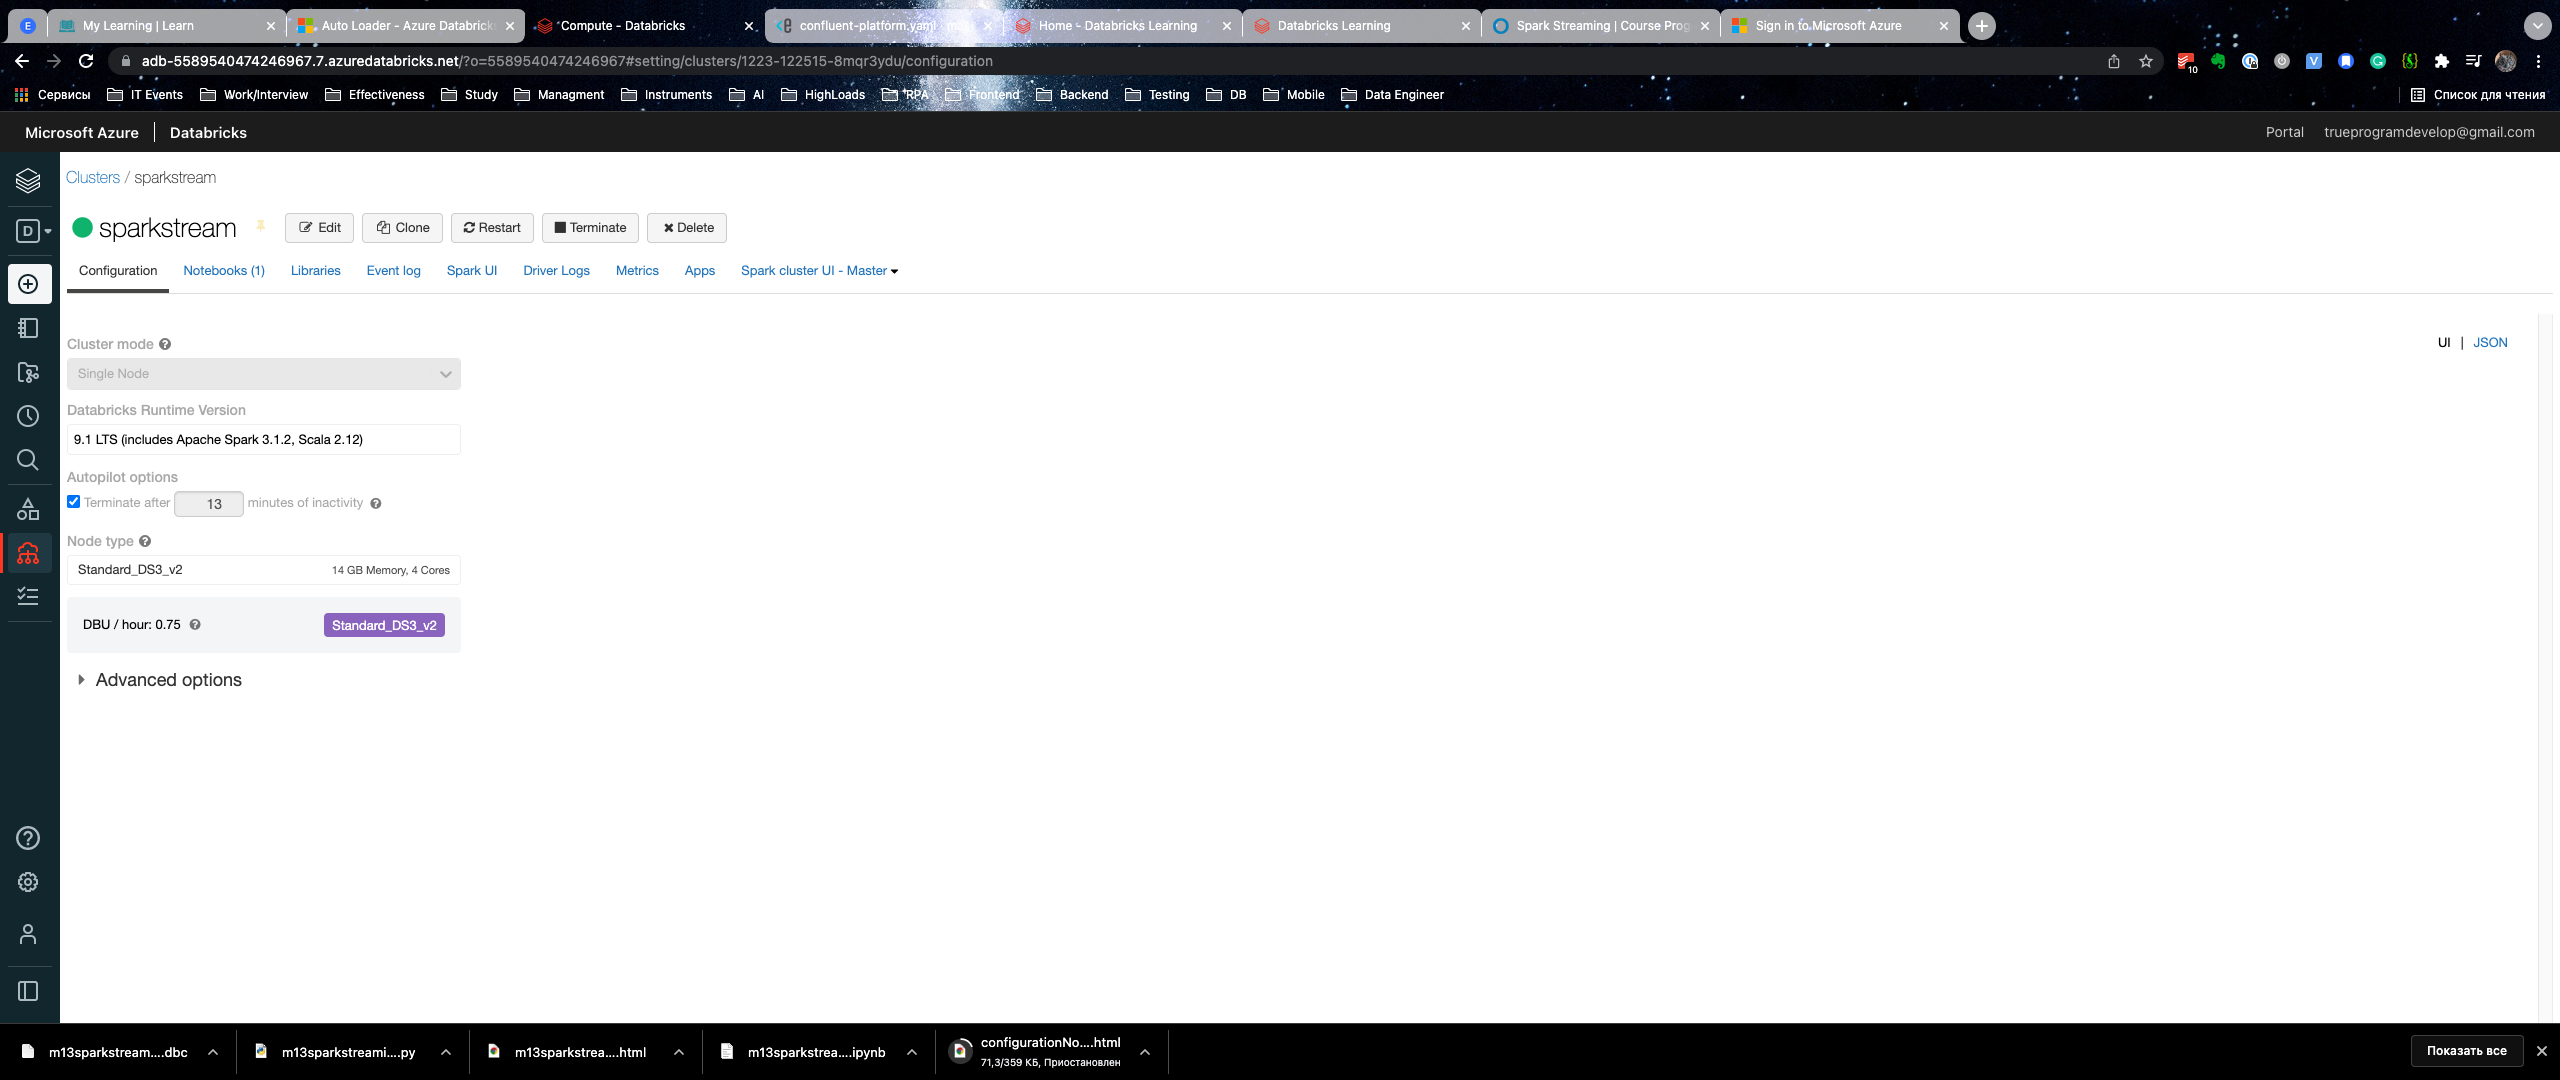 E
My Learning | Learn
Auto Loader - Azure Databricks
Compute - Databricks
confluent-platform.yaml - m
Home - Databricks Learning
Databricks Learning
Spark Streaming | Course Prog
Sign in to Microsoft Azure
adb-5589540474246967.7.azuredatabricks.net/?o=5589540474246967#setting/clusters/1223-122515-8mqr3ydu/configuration
10
Сервисы
IT Events
Work/Interview
Effectiveness
Study
Managment
Instruments
AI
HighLoads
RPA
Frontend
Backend
Testing
DB
Mobile
Data Engineer
Список для чтения
Microsoft Azure
Databricks
Portal
trueprogramdevelop@gmail.com
Clusters / sparkstream
D
sparkstream
Edit
Clone
Restart
Terminate
Delete
Configuration
Notebooks (1)
Libraries
Event log
Spark UI
Driver Logs
Metrics
Apps
Spark cluster UI - Master
UI | JSON
Cluster mode
Single Node
Databricks Runtime Version
9.1 LTS (includes Apache Spark 3.1.2, Scala 2.12)
Autopilot options
Terminate after 13 minutes of inactivity
Node type
Standard_DS3_v2
14 GB Memory, 4 Cores
DBU / hour: 0.75
Standard_DS3_v2
Advanced options
m13sparkstream....dbc
m13sparkstreami....py
m13sparkstrea....html
m13sparkstrea....ipynb
configurationNo....html
71,3/359 КБ, Приостановлен
Показать все